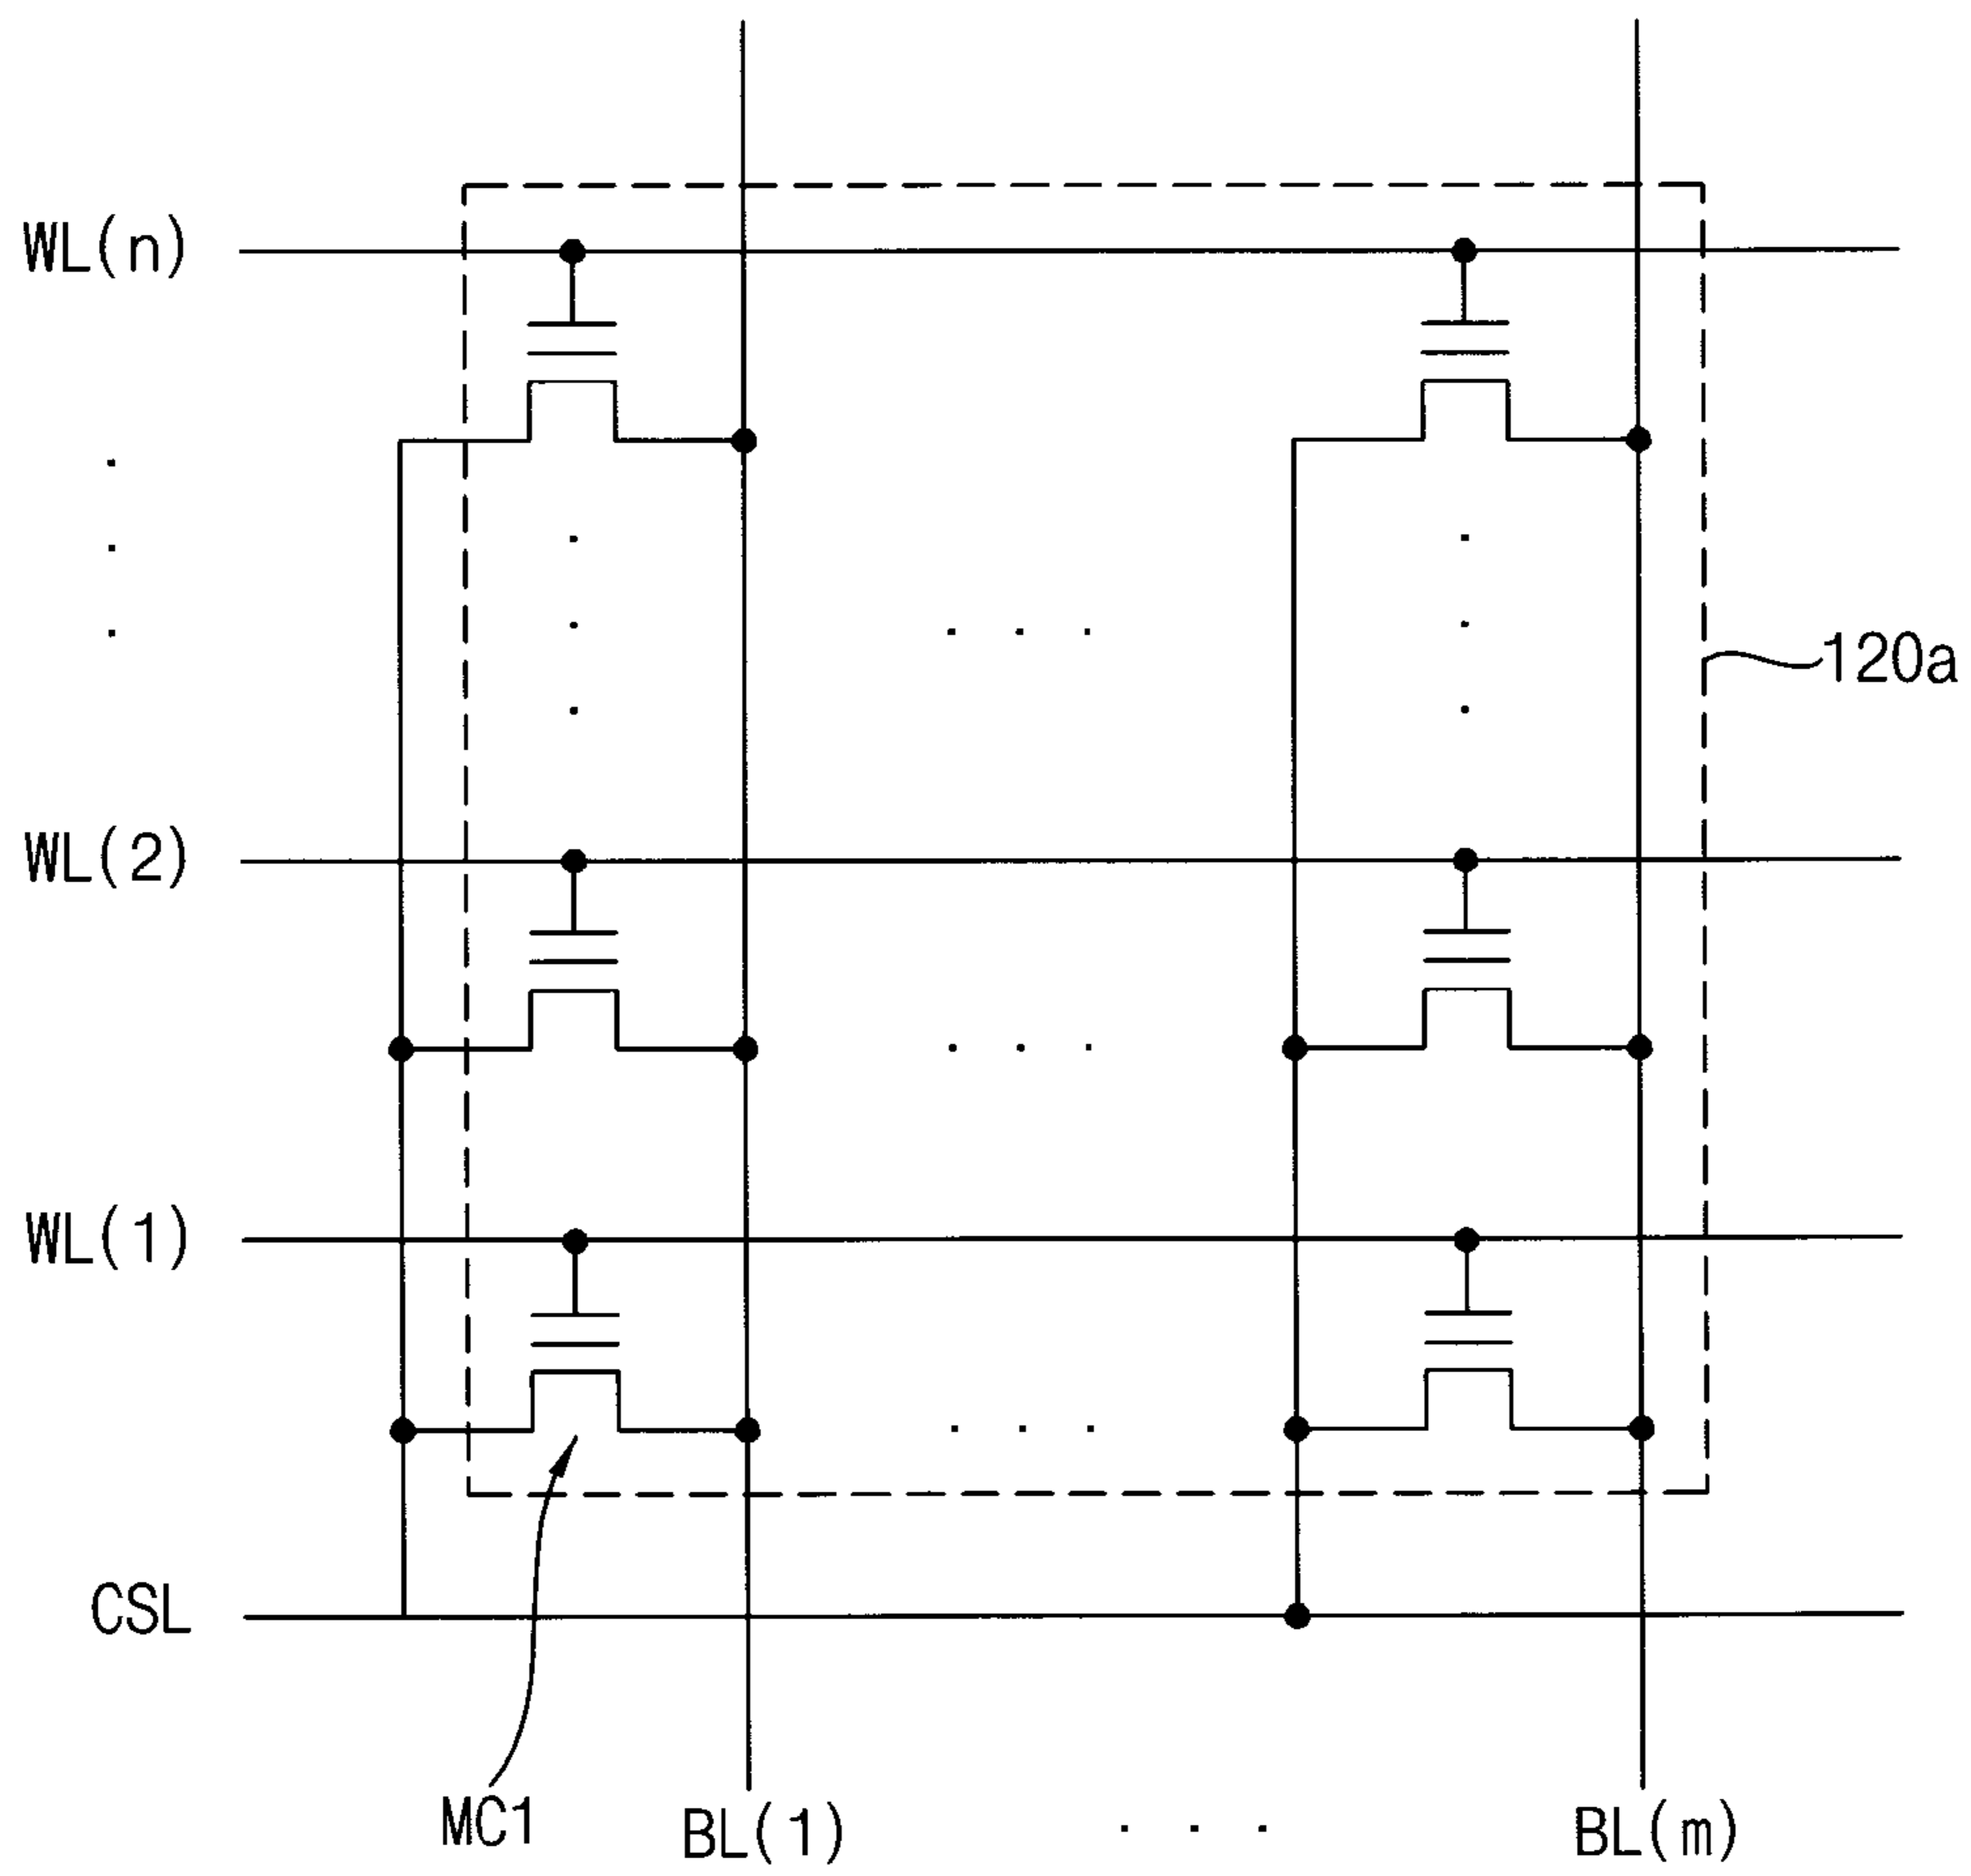 WL(n)
120a
WL(2)
WL(1)
CSL
MC1
BL(1)
. . .
BL(m)